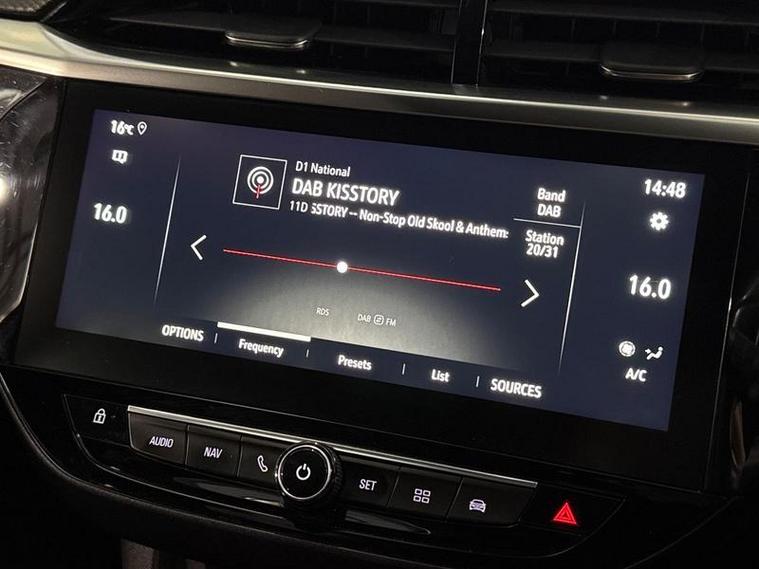 16°C
14:48
D1 National
DAB KISSTORY
11D
SSTORY -- Non-Stop Old Skool & Anthem:
Band
DAB
Station
20/31
16.0
16.0
RDS
DAB
FM
A/C
OPTIONS
Frequency
Presets
List
SOURCES
AUDIO
NAV
SET